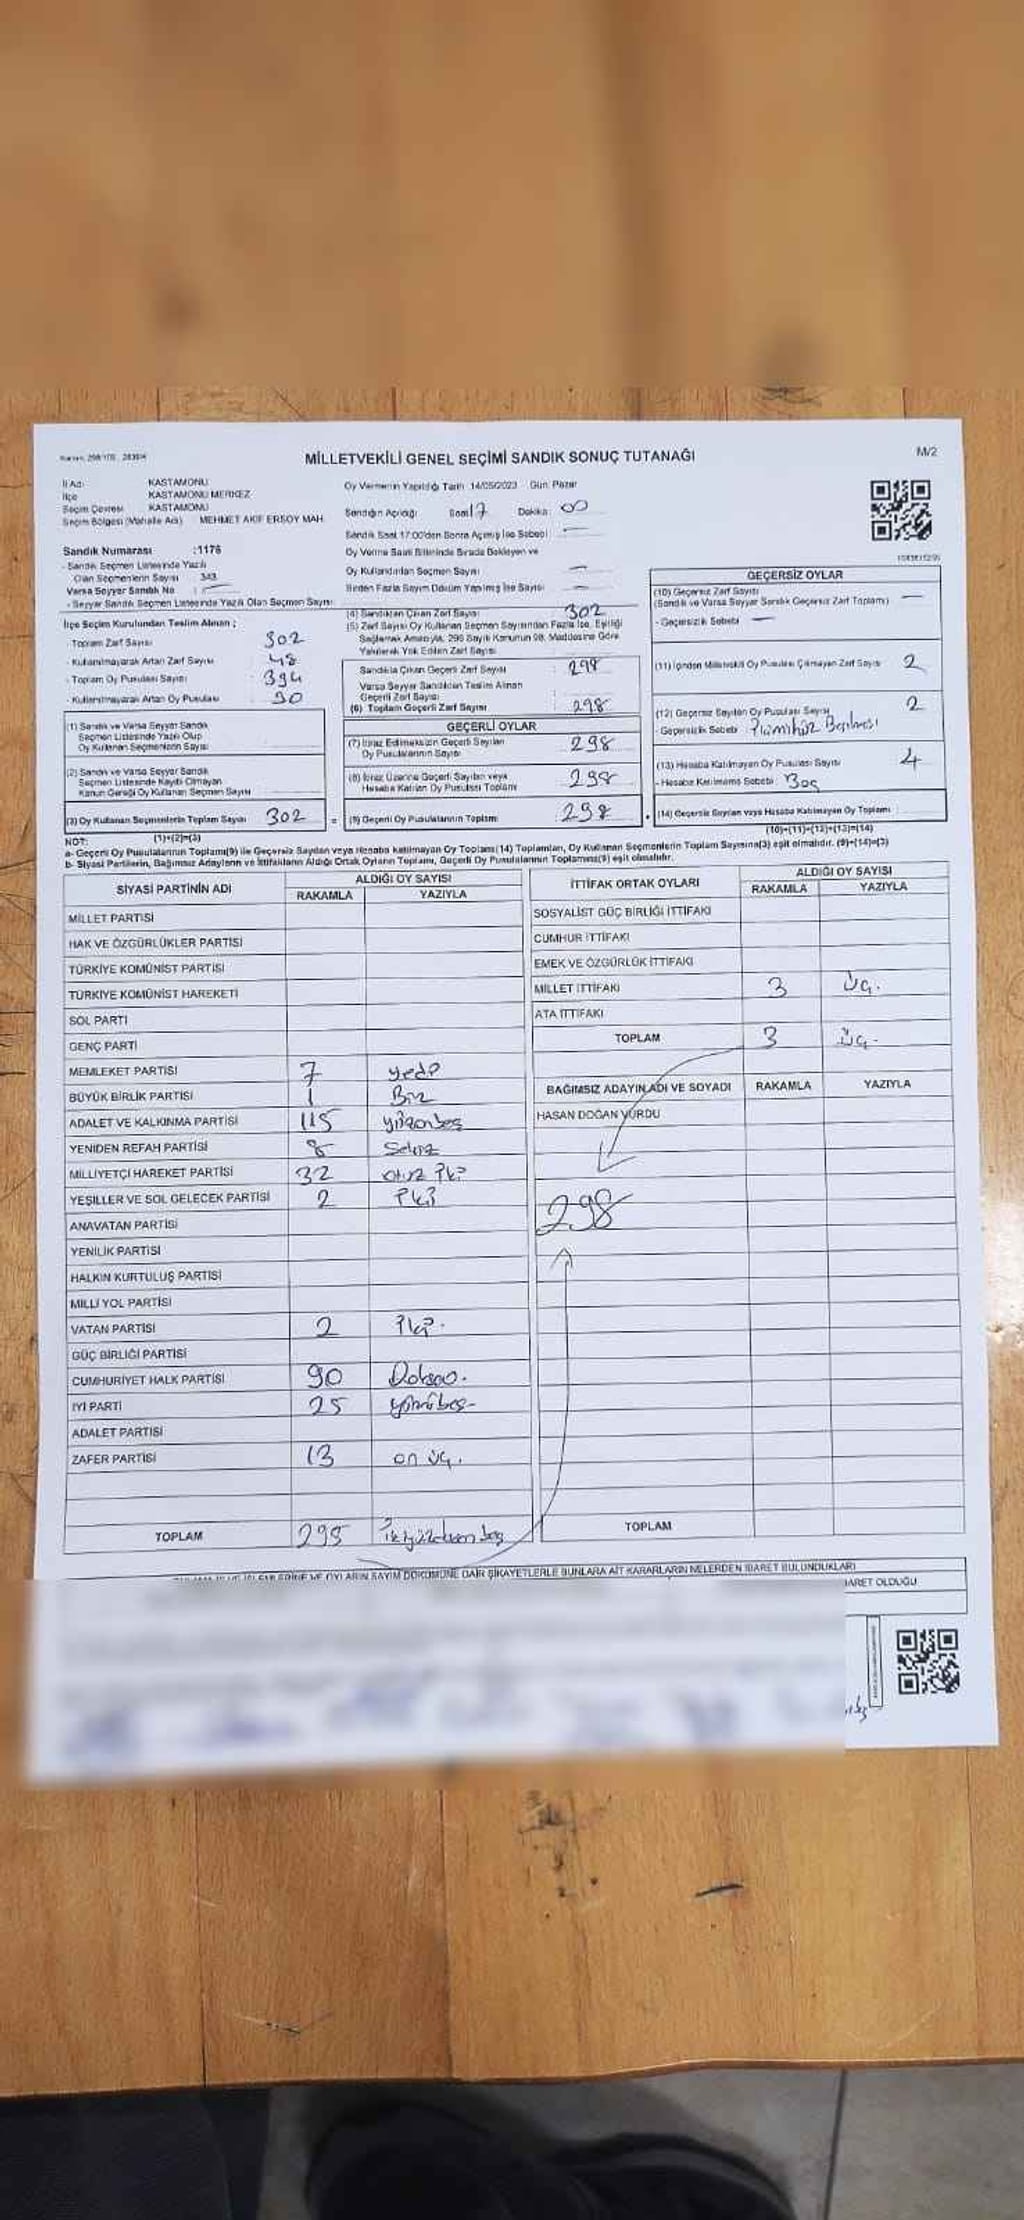 MİLLETVEKİLİ GENEL SEÇİMİ SANDIK SONUÇ TUTANAĞI
M/2
İl Adı KASTAMONU
İlçe KASTAMONU MERKEZ
Seçim Çevresi KASTAMONU
Seçim Bölgesi (Mahalle Adı) MEHMET AKİF ERSOY MAH.
Sandık Numarası :1176
- Sandık Seçmen Listesinde Yazılı
Olan Seçmenlerin Sayısı 343
Varsa Seyyar Sandık No
- Seyyar Sandık Seçmen Listesinde Yazılı Olan Seçmen Sayısı
İlçe Seçim Kurulundan Teslim Alınan ;
- Toplam Zarf Sayısı 302
- Kullanılmayarak Artan Zarf Sayısı 48
- Toplam Oy Pusulası Sayısı 394
- Kullanılmayarak Artan Oy Pusulası 30
(1) Sandık ve Varsa Seyyar Sandık
Seçmen Listesinde Yazılı Olup
Oy Kullanan Seçmenlerin Sayısı
(2) Sandık ve Varsa Seyyar Sandık
Seçmen Listesinde Kayıtlı Olmayan
Kanun Gereği Oy Kullanan Seçmen Sayısı
(3) Oy Kullanan Seçmenlerin Toplam Sayısı 302
(1)+(2)=(3)
Oy Vermenin Yapıldığı Tarih 14/05/2023 Gün: Pazar
Sandığın Açıldığı Saat 17 Dakika: 00
Sandık Saat 17:00'den Sonra Açılmış İse Sebebi
Oy Verme Saati Bitiminde Sırada Bekleyen ve
Oy Kullandırılan Seçmen Sayısı
Birden Fazla Sayım Döküm Yapılmış İse Sayısı
(4) Sandıktan Çıkan Zarf Sayısı 302
(5) Zarf Sayısı Oy Kullanan Seçmen Sayısından Fazla İse, Eşitliği
Sağlamak Amacıyla, 298 Sayılı Kanunun 98. Maddesine Göre
Yakılarak Yok Edilen Zarf Sayısı
Sandıkta Çıkan Geçerli Zarf Sayısı 298
Varsa Seyyar Sandıktan Teslim Alınan
Geçerli Zarf Sayısı
(6) Toplam Geçerli Zarf Sayısı 298
GEÇERLİ OYLAR
(7) İtiraz Edilmeksizin Geçerli Sayılan
Oy Pusulalarının Sayısı 298
(8) İtiraz Üzerine Geçerli Sayılan veya
Hesaba Katılan Oy Pusulası Toplamı 298
= (9) Geçerli Oy Pusulalarının Toplamı 298
GEÇERSİZ OYLAR
(10) Geçersiz Zarf Sayısı
(Sandık ve Varsa Seyyar Sandık Geçersiz Zarf Toplamı)
- Geçersizlik Sebebi
(11) İçinden Milletvekili Oy Pusulası Çıkmayan Zarf Sayısı 2
(12) Geçersiz Sayılan Oy Pusulası Sayısı 2
- Geçersizlik Sebebi
(13) Hesaba Katılmayan Oy Pusulası Sayısı 4
- Hesaba Katılmama Sebebi
+ (14) Geçersiz Sayılan veya Hesaba Katılmayan Oy Toplamı
(10)+(11)+(12)+(13)=(14)
NOT:
a- Geçerli Oy Pusulalarının Toplamı(9) ile Geçersiz Sayılan veya Hesaba katılmayan Oy Toplamı(14) Toplamları, Oy Kullanan Seçmenlerin Toplam Sayısına(3) eşit olmalıdır. (9)+(14)=(3)
b- Siyasi Partilerin, Bağımsız Adayların ve İttifakların Aldığı Ortak Oyların Toplamı, Geçerli Oy Pusulalarının Toplamına(9) eşit olmalıdır.
SİYASİ PARTİNİN ADI ALDIĞI OY SAYISI
RAKAMLA YAZIYLA
MİLLET PARTİSİ
HAK VE ÖZGÜRLÜKLER PARTİSİ
TÜRKİYE KOMÜNİST PARTİSİ
TÜRKİYE KOMÜNİST HAREKETİ
SOL PARTİ
GENÇ PARTİ
MEMLEKET PARTİSİ 7 yedi
BÜYÜK BİRLİK PARTİSİ 1 Bir
ADALET VE KALKINMA PARTİSİ 115 yüzonbeş
YENİDEN REFAH PARTİSİ 8 Sekiz
MİLLİYETÇİ HAREKET PARTİSİ 32 otuz iki
YEŞİLLER VE SOL GELECEK PARTİSİ 2 iki
ANAVATAN PARTİSİ
YENİLİK PARTİSİ
HALKIN KURTULUŞ PARTİSİ
MİLLİ YOL PARTİSİ
VATAN PARTİSİ 2 iki.
GÜÇ BİRLİĞİ PARTİSİ
CUMHURİYET HALK PARTİSİ 90 Doksan.
İYİ PARTİ 25 yirmibeş
ADALET PARTİSİ
ZAFER PARTİSİ 13 on üç.
TOPLAM 295 ikiyüzdoksan beş
İTTİFAK ORTAK OYLARI ALDIĞI OY SAYISI
RAKAMLA YAZIYLA
SOSYALİST GÜÇ BİRLİĞİ İTTİFAKI
CUMHUR İTTİFAKI
EMEK VE ÖZGÜRLÜK İTTİFAKI
MİLLET İTTİFAKI 3 üç.
ATA İTTİFAKI
TOPLAM 3 üç.
BAĞIMSIZ ADAYIN ADI VE SOYADI RAKAMLA YAZIYLA
HASAN DOĞAN YURDU
298
TOPLAM
OYLARIN SAYIM DÖKÜMÜNE DAİR ŞİKAYETLERLE BUNLARA AİT KARARLARIN NELERDEN İBARET BULUNDUKLARI
İBARET OLDUĞU